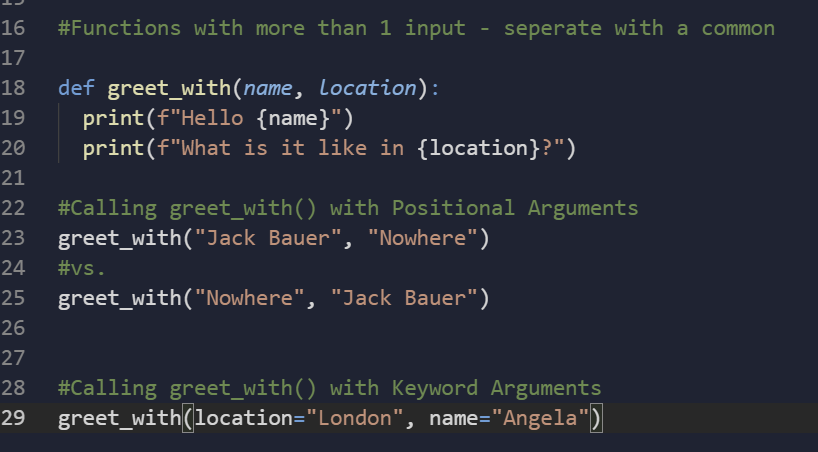 16 #Functions with more than 1 input - seperate with a common
17
18 def greet_with(name, location):
19   print(f"Hello {name}")
20   print(f"What is it like in {location}?")
21
22 #Calling greet_with() with Positional Arguments
23 greet_with("Jack Bauer", "Nowhere")
24 #vs.
25 greet_with("Nowhere", "Jack Bauer")
26
27
28 #Calling greet_with() with Keyword Arguments
29 greet_with(location="London", name="Angela")